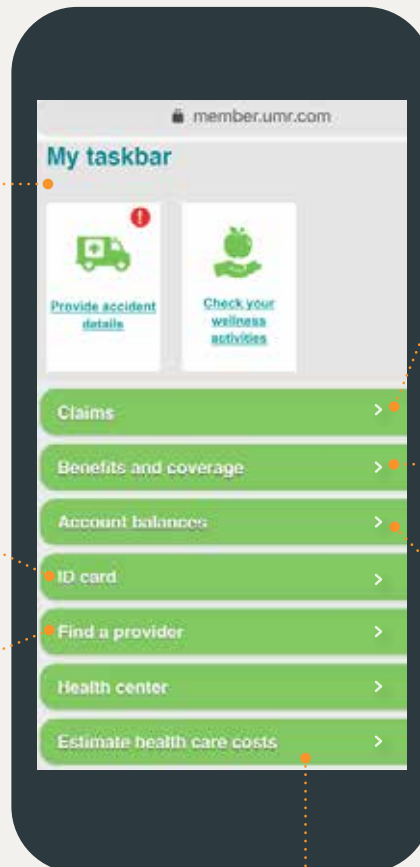 member.umr.com
My taskbar
!
Provide accident
details
Check your
wellness
activities
Claims
Benefits and coverage
Account balances
ID card
Find a provider
Health center
Estimate health care costs